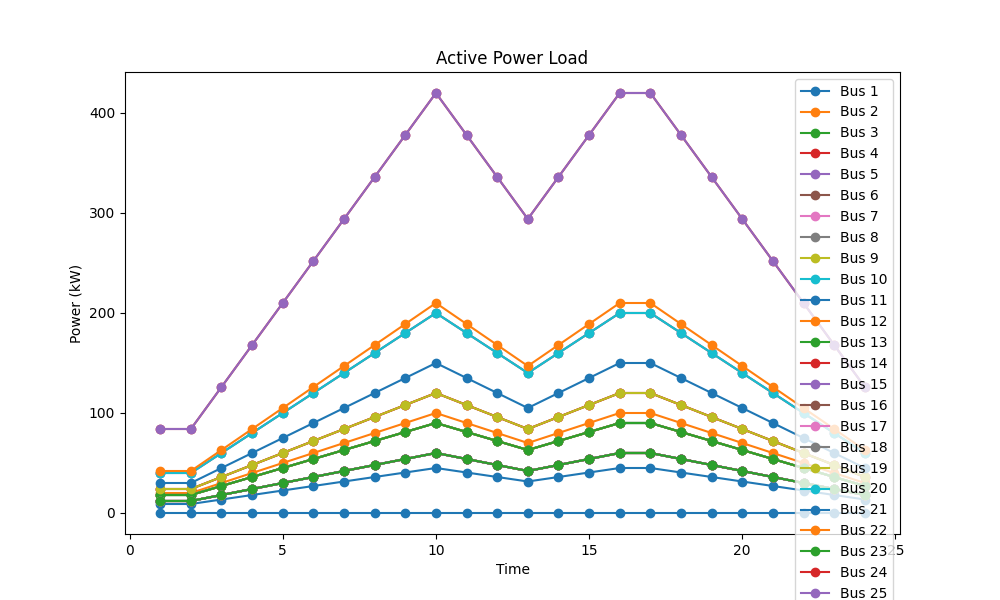 Active Power Load
Power (kW)
400
300
200
100
0
0
5
10
15
20
25
Time
Bus 1
Bus 2
Bus 3
Bus 4
Bus 5
Bus 6
Bus 7
Bus 8
Bus 9
Bus 10
Bus 11
Bus 12
Bus 13
Bus 14
Bus 15
Bus 16
Bus 17
Bus 18
Bus 19
Bus 20
Bus 21
Bus 22
Bus 23
Bus 24
Bus 25